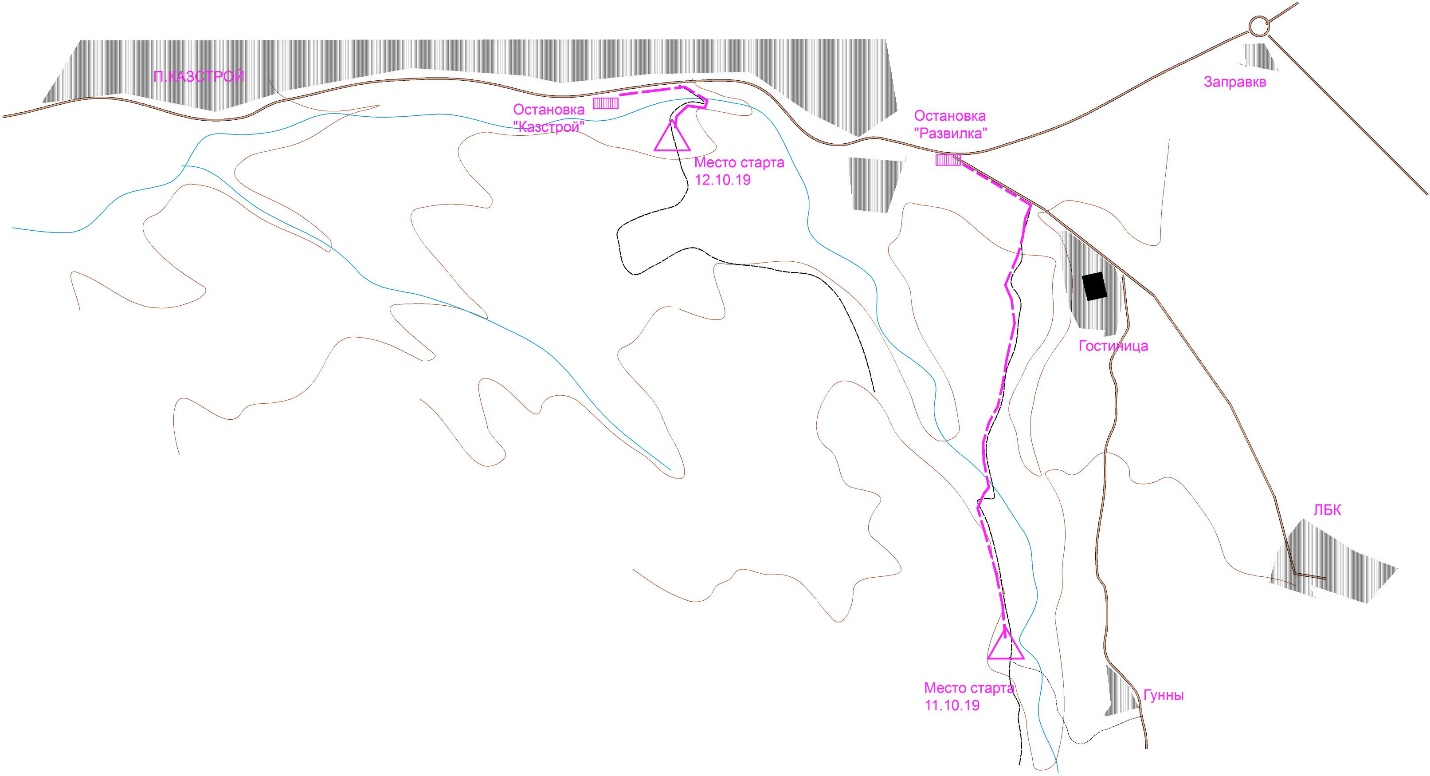 П.КАЗСТРОЙ
Заправкв
Остановка
"Казстрой"
Остановка
"Развилка"
Место старта
12.10.19
Гостиница
ЛБК
Место старта
11.10.19
Гунны